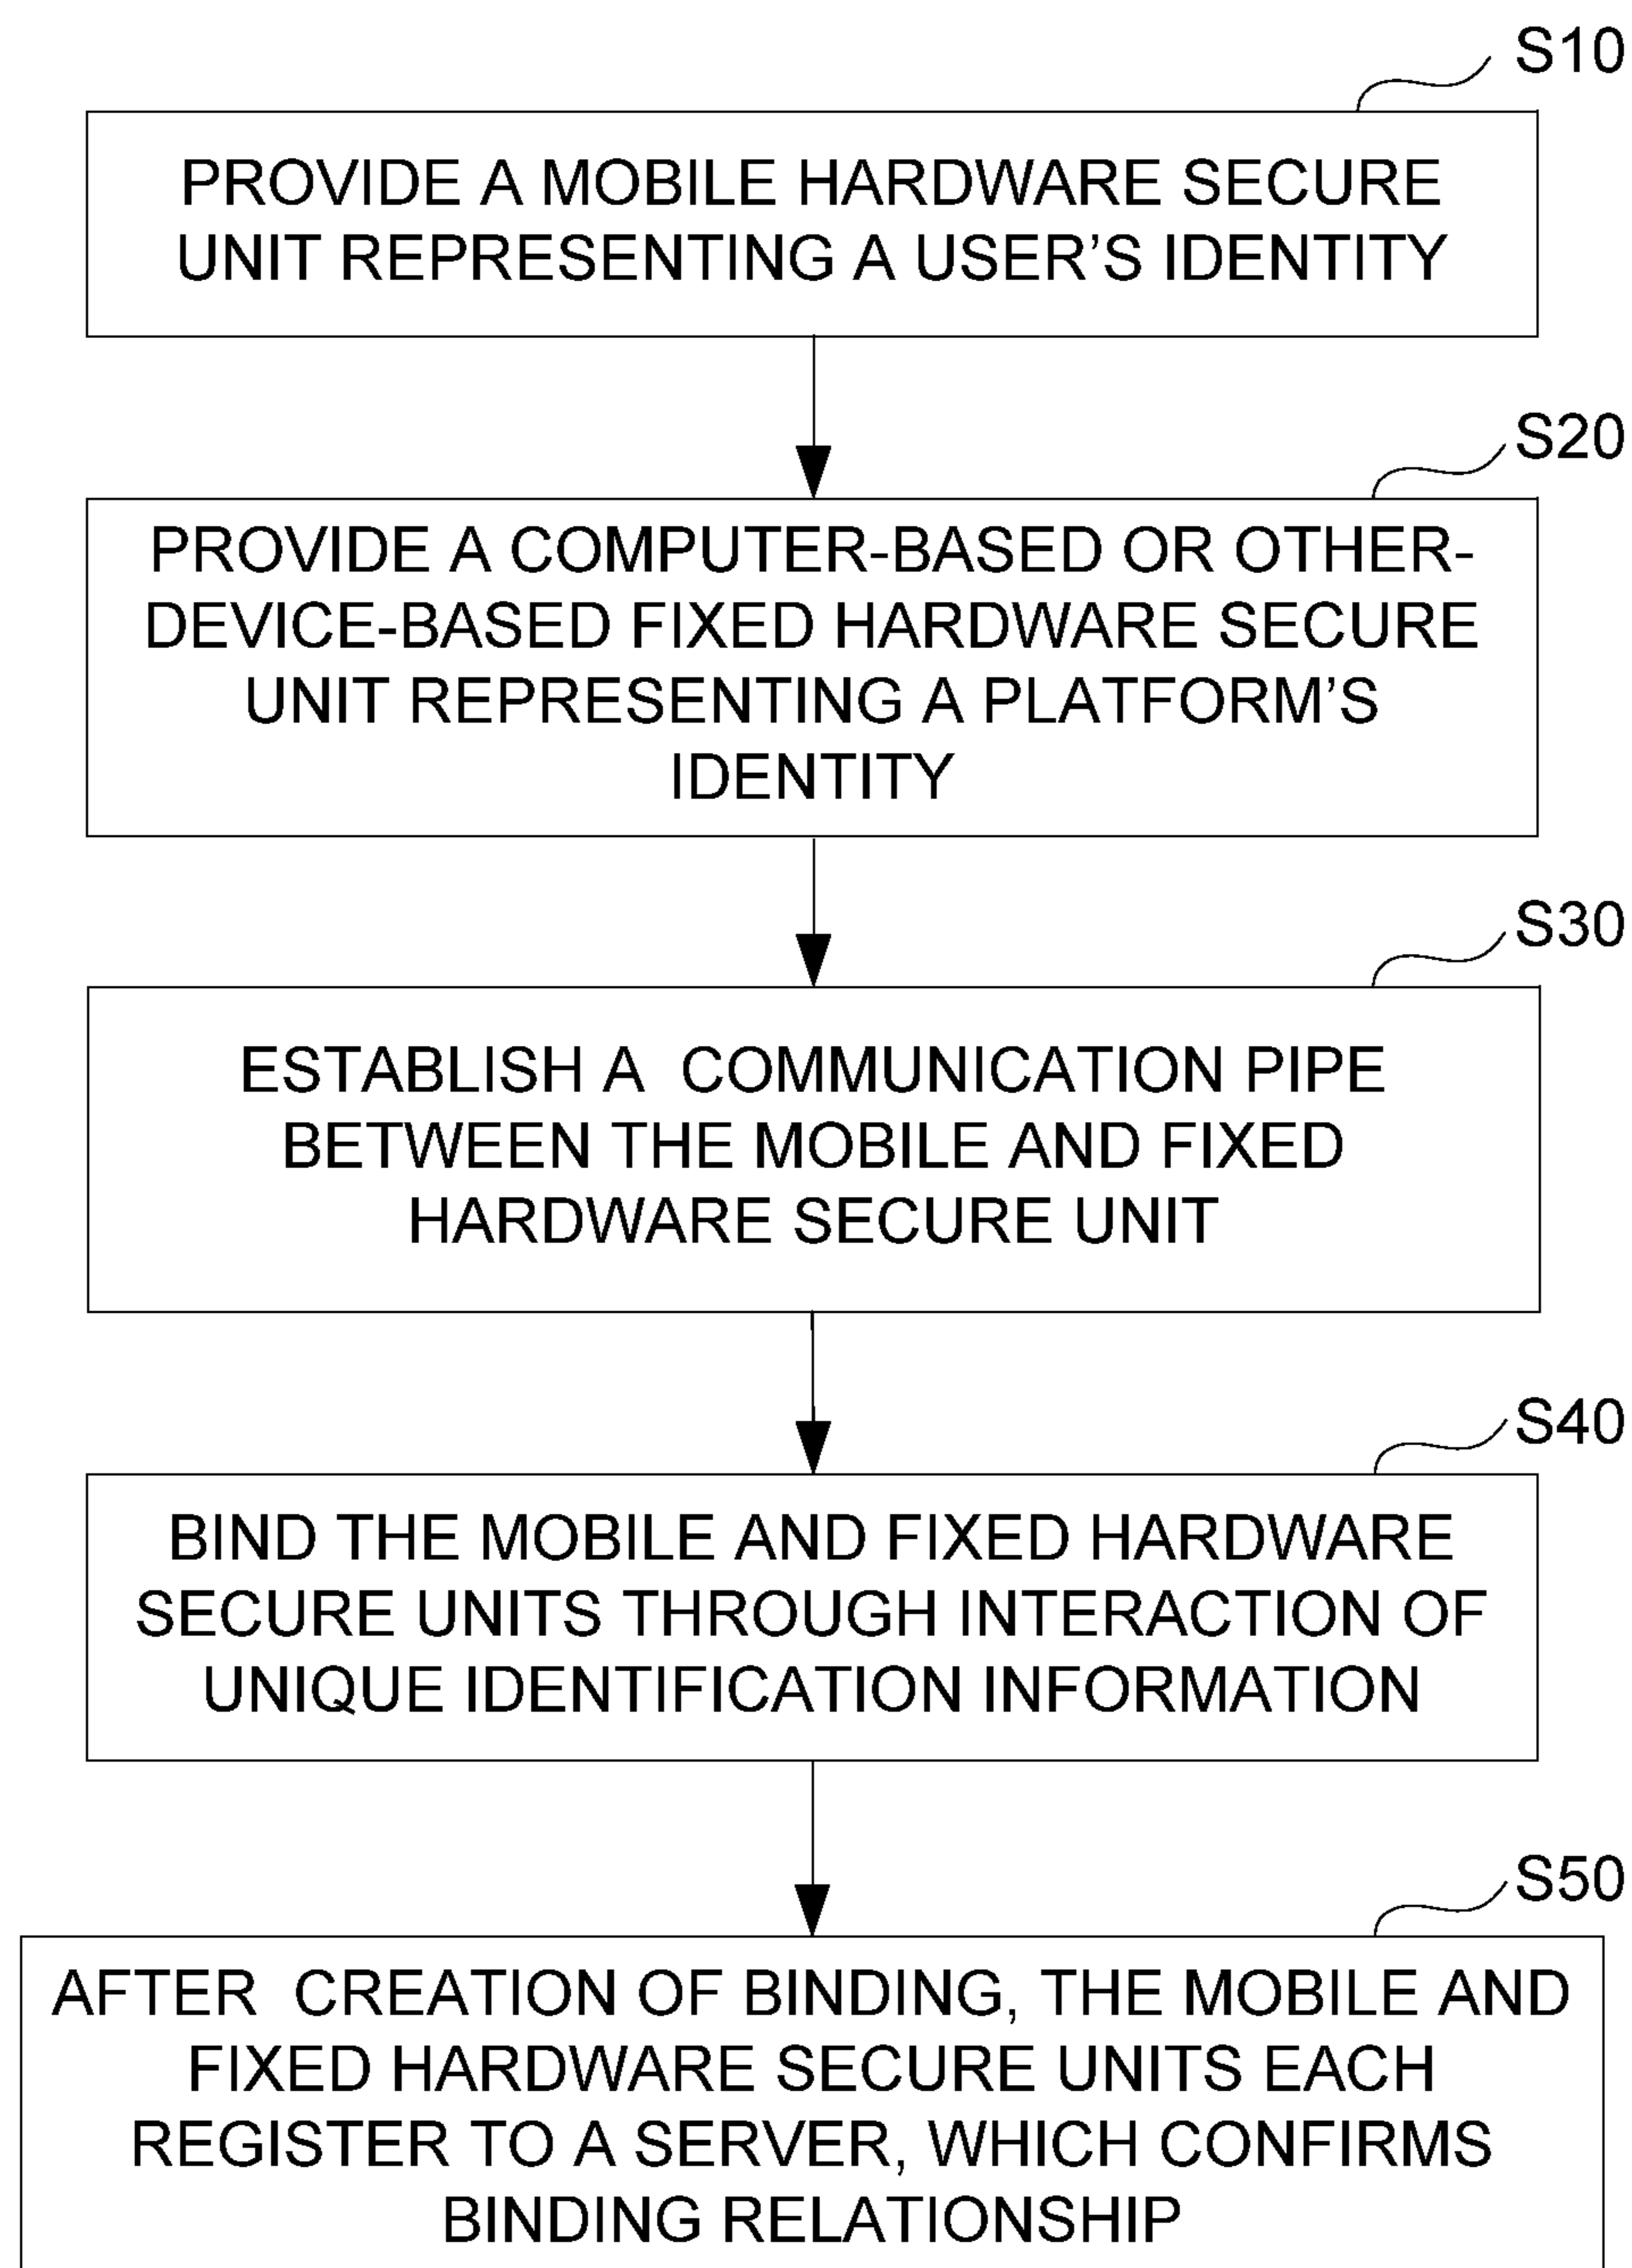 S10
PROVIDE A MOBILE HARDWARE SECURE
UNIT REPRESENTING A USER’S IDENTITY
S20
PROVIDE A COMPUTER-BASED OR OTHER-
DEVICE-BASED FIXED HARDWARE SECURE
UNIT REPRESENTING A PLATFORM’S
IDENTITY
S30
ESTABLISH A COMMUNICATION PIPE
BETWEEN THE MOBILE AND FIXED
HARDWARE SECURE UNIT
S40
BIND THE MOBILE AND FIXED HARDWARE
SECURE UNITS THROUGH INTERACTION OF
UNIQUE IDENTIFICATION INFORMATION
S50
AFTER CREATION OF BINDING, THE MOBILE AND
FIXED HARDWARE SECURE UNITS EACH
REGISTER TO A SERVER, WHICH CONFIRMS
BINDING RELATIONSHIP